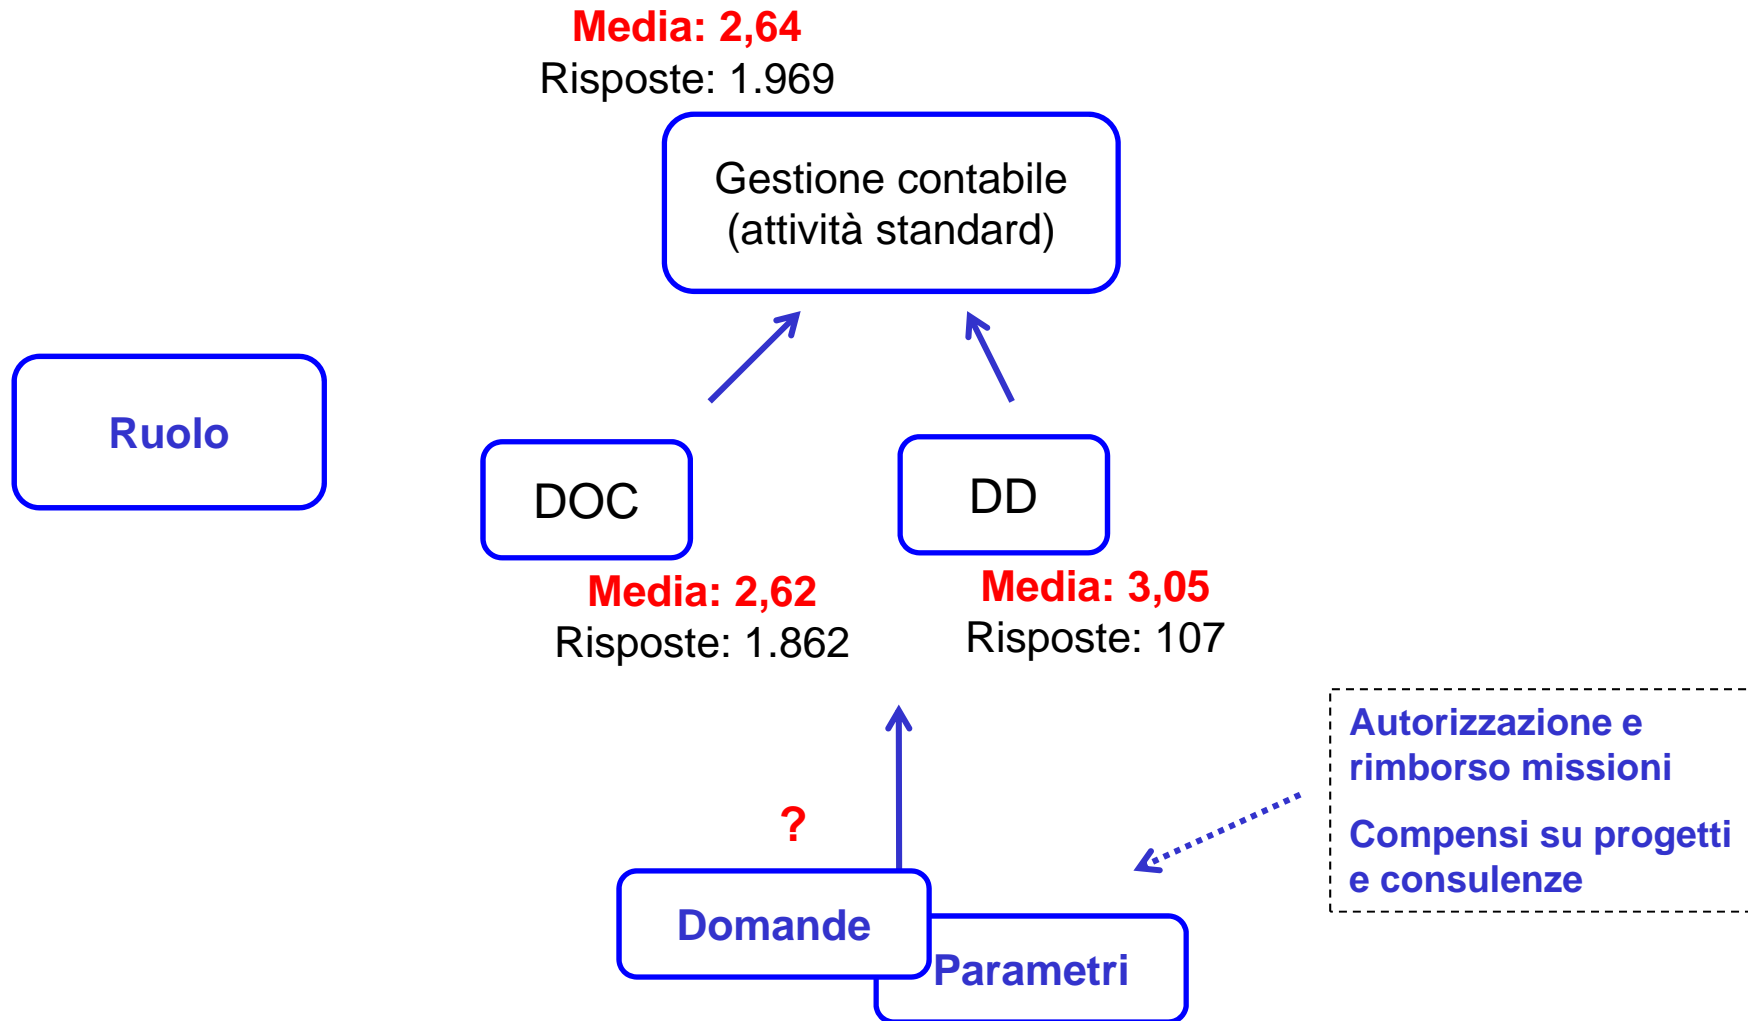 Media: 2,64
Risposte: 1.969
Gestione contabile
(attività standard)
Ruolo
DOC
DD
Media: 2,62
Risposte: 1.862
Media: 3,05
Risposte: 107
Autorizzazione e
rimborso missioni
Compensi su progetti
e consulenze
?
Domande
Parametri